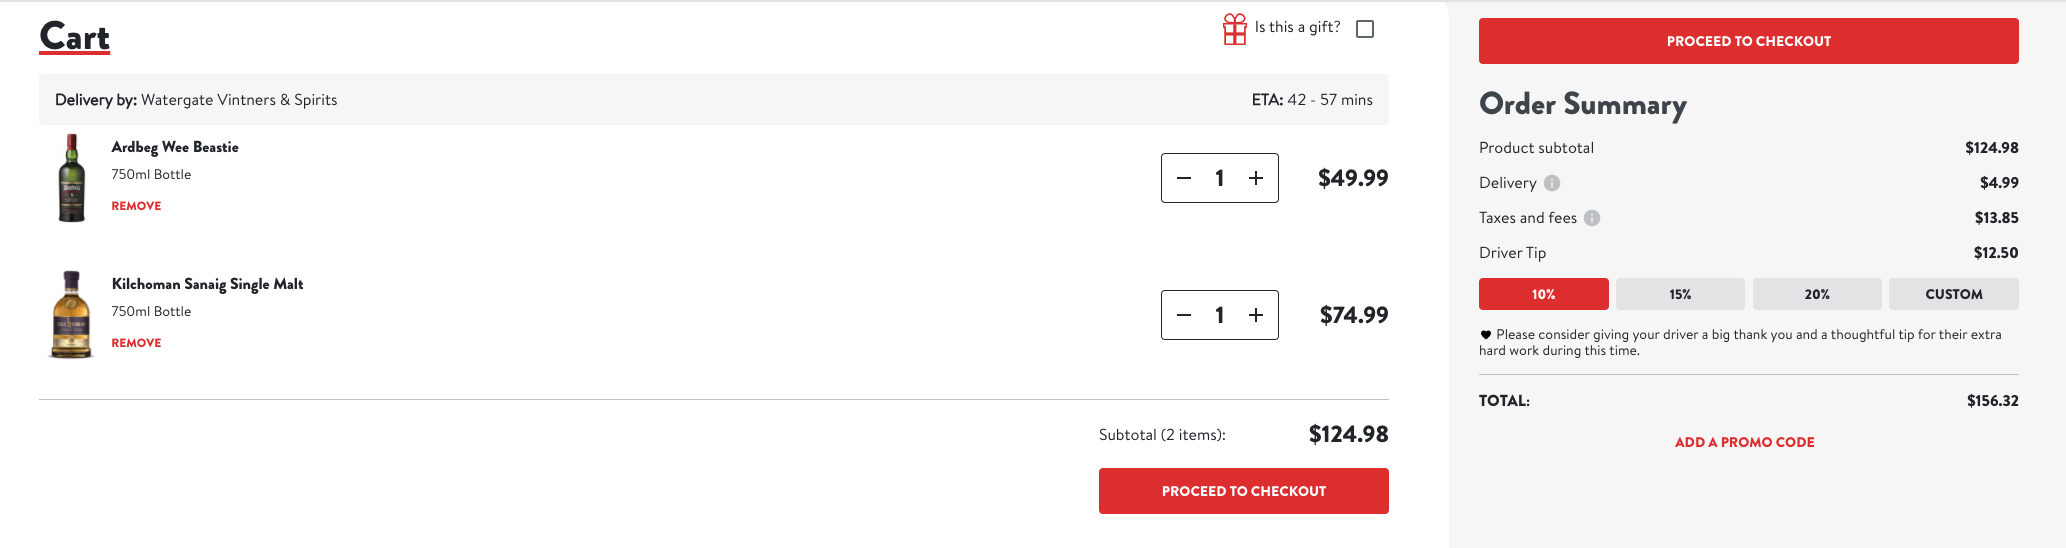 Cart
Is this a gift?
Delivery by: Watergate Vintners & Spirits
ETA: 42 - 57 mins
Ardbeg Wee Beastie
750ml Bottle
REMOVE
1
$49.99
Kilchoman Sanaig Single Malt
750ml Bottle
REMOVE
1
$74.99
Subtotal (2 items): $124.98
PROCEED TO CHECKOUT
PROCEED TO CHECKOUT
Order Summary
Product subtotal $124.98
Delivery $4.99
Taxes and fees $13.85
Driver Tip $12.50
10% 15% 20% CUSTOM
♥ Please consider giving your driver a big thank you and a thoughtful tip for their extra
hard work during this time.
TOTAL: $156.32
ADD A PROMO CODE